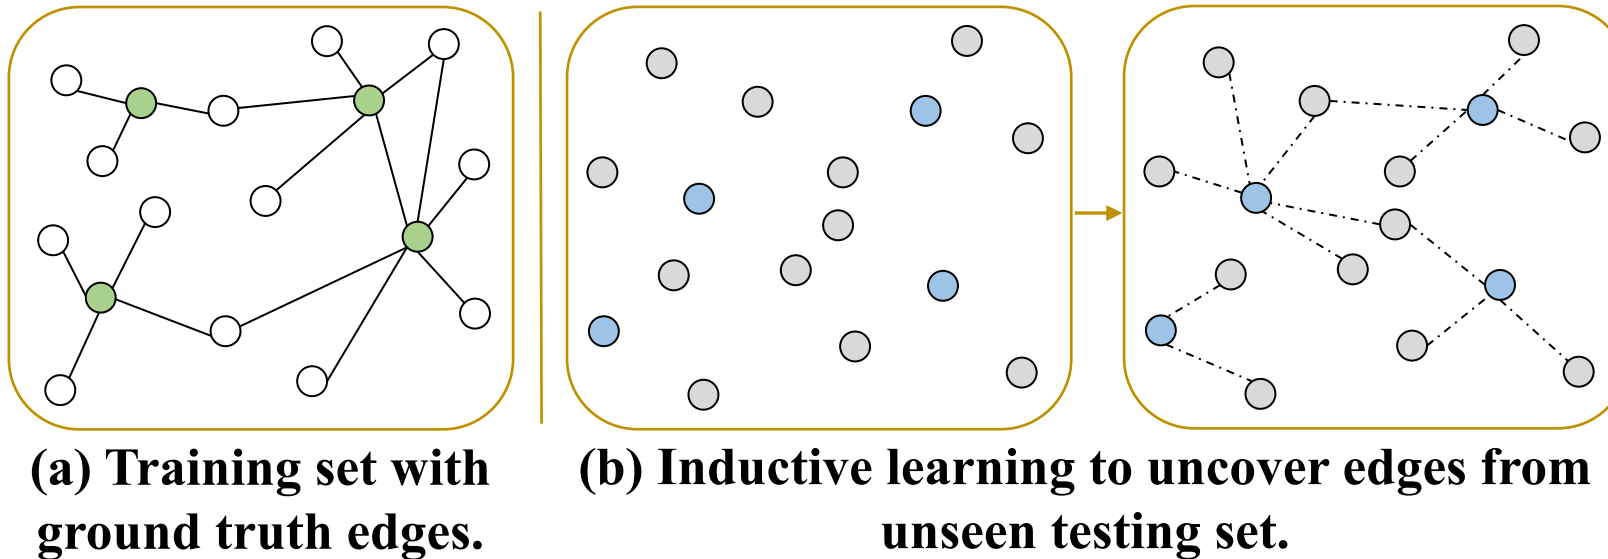 (a) Training set with
ground truth edges.
(b) Inductive learning to uncover edges from
unseen testing set.